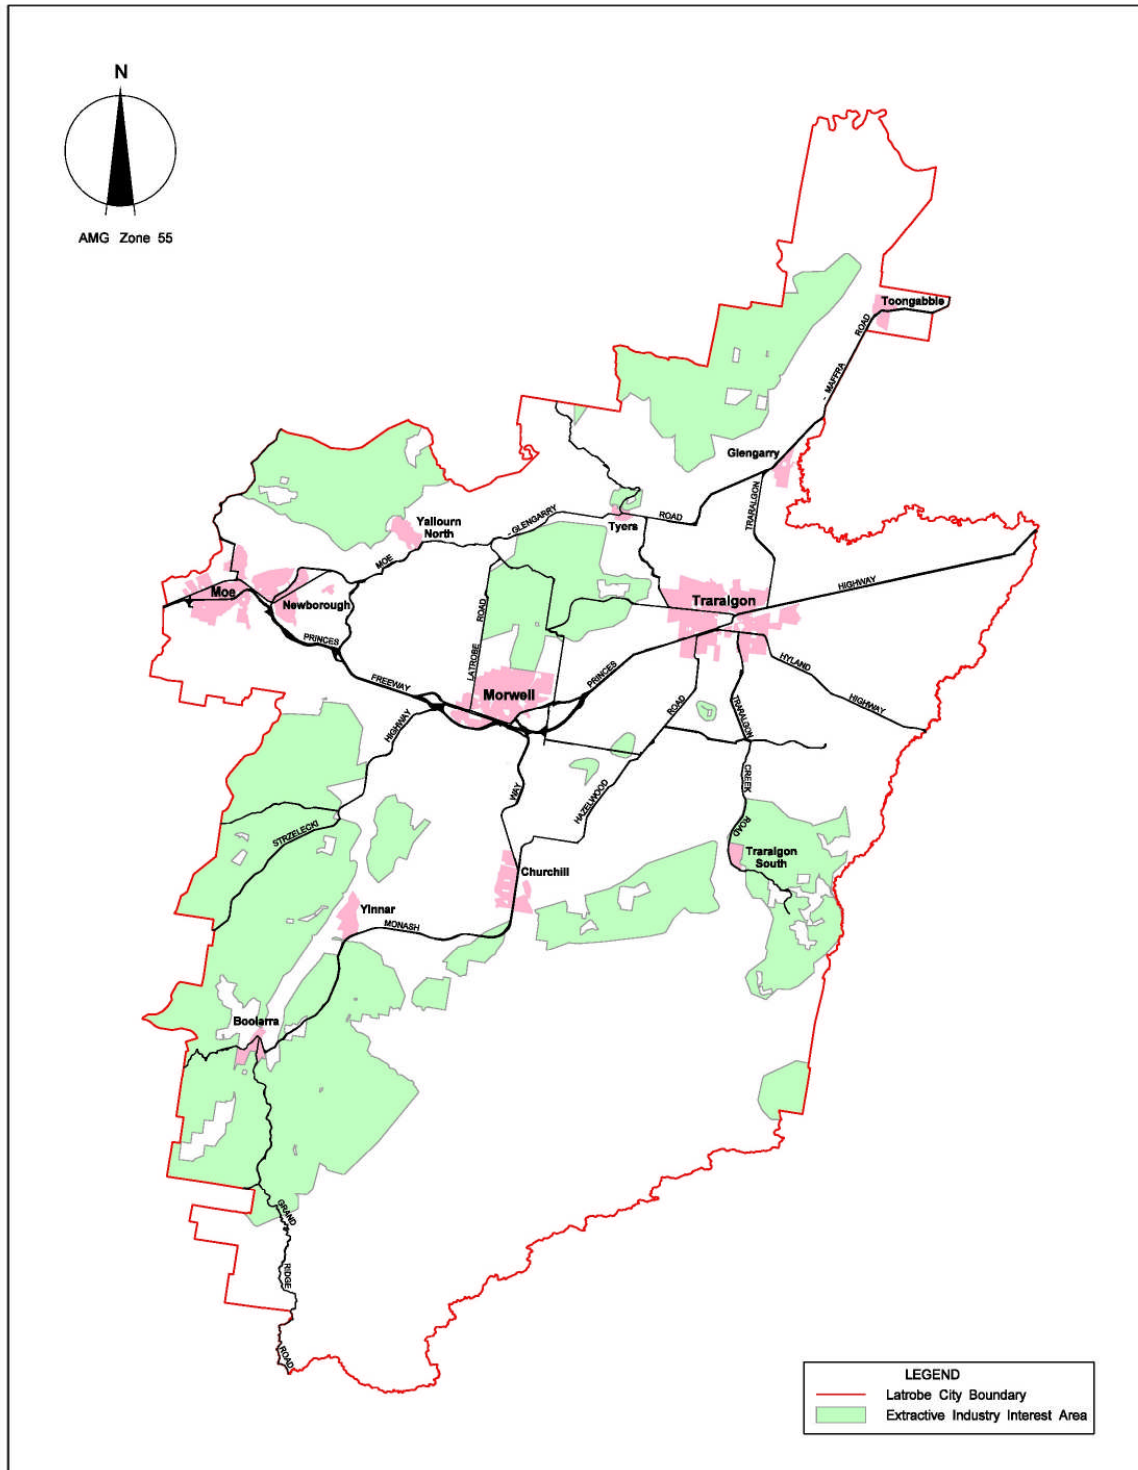 N
AMG Zone 55
Toongabbie
ROAD
- MAFFRA
Glengarry
TRARALGON
Yallourn
North
- GLENGARRY
Tyers
ROAD
MOE
Moe
Newborough
PRINCES
FREEWAY
LATROBE
ROAD
Morwell
PRINCES
Traralgon
HIGHWAY
HYLAND
HIGHWAY
ROAD
TRARALGON
CREEK
ROAD
HIGHWAY
STRZELECKI
WAY
HAZELWOOD
Churchill
Traralgon
South
Yinnar
MONASH
Boolarra
GRAND
RIDGE
ROAD
LEGEND
Latrobe City Boundary
Extractive Industry Interest Area